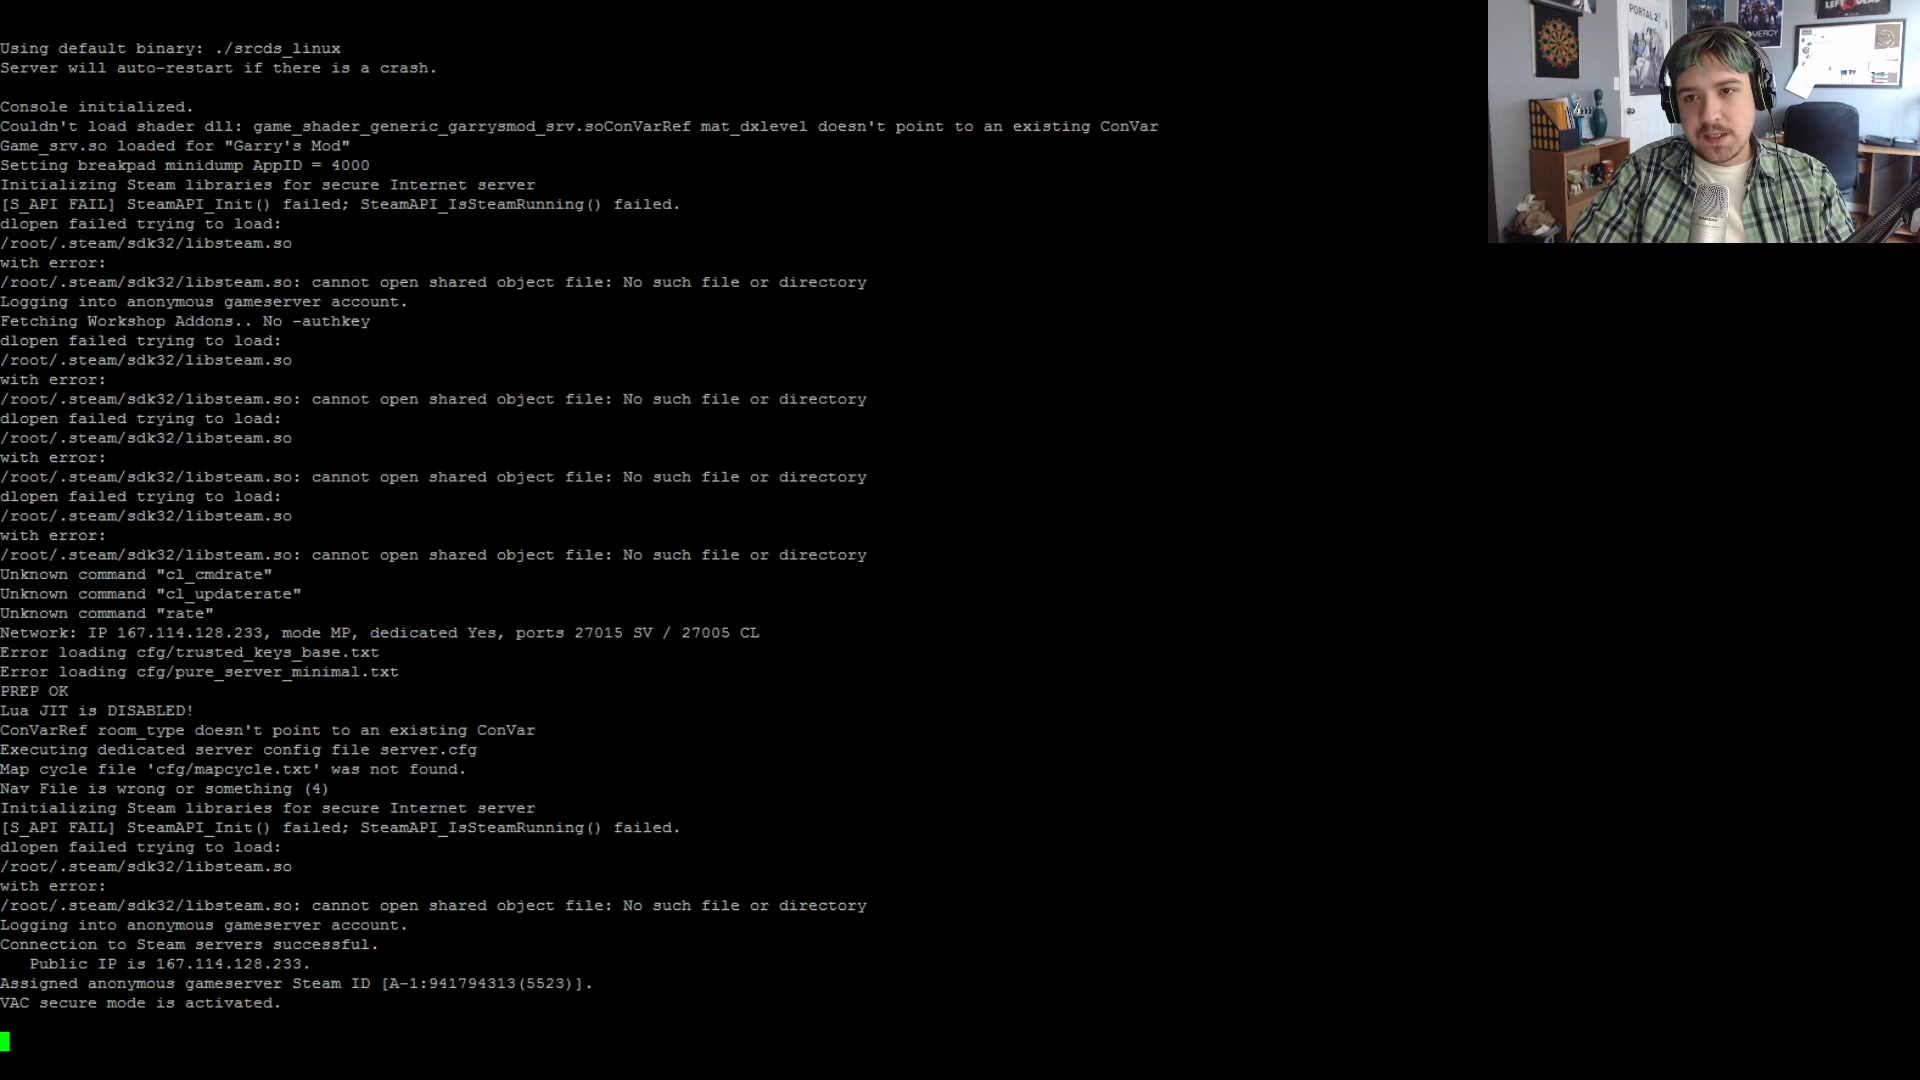 Using default binary: ./srcds_linux
Server will auto-restart if there is a crash.
Console initialized.
Couldn't load shader dll: game_shader_generic_garrysmod_srv.soConVarRef mat_dxlevel doesn't point to an existing ConVar
Game_srv.so loaded for "Garry's Mod"
Setting breakpad minidump AppID = 4000
Initializing Steam libraries for secure Internet server
[S_API FAIL] SteamAPI_Init() failed; SteamAPI_IsSteamRunning() failed.
dlopen failed trying to load:
/root/.steam/sdk32/libsteam.so
with error:
/root/.steam/sdk32/libsteam.so: cannot open shared object file: No such file or directory
Logging into anonymous gameserver account.
Fetching Workshop Addons.. No -authkey
dlopen failed trying to load:
/root/.steam/sdk32/libsteam.so
with error:
/root/.steam/sdk32/libsteam.so: cannot open shared object file: No such file or directory
dlopen failed trying to load:
/root/.steam/sdk32/libsteam.so
with error:
/root/.steam/sdk32/libsteam.so: cannot open shared object file: No such file or directory
dlopen failed trying to load:
/root/.steam/sdk32/libsteam.so
with error:
/root/.steam/sdk32/libsteam.so: cannot open shared object file: No such file or directory
Unknown command "cl_cmdrate"
Unknown command "cl_updaterate"
Unknown command "rate"
Network: IP 167.114.128.233, mode MP, dedicated Yes, ports 27015 SV / 27005 CL
Error loading cfg/trusted_keys_base.txt
Error loading cfg/pure_server_minimal.txt
PREP OK
Lua JIT is DISABLED!
ConVarRef room_type doesn't point to an existing ConVar
Executing dedicated server config file server.cfg
Map cycle file 'cfg/mapcycle.txt' was not found.
Nav File is wrong or something (4)
Initializing Steam libraries for secure Internet server
[S_API FAIL] SteamAPI_Init() failed; SteamAPI_IsSteamRunning() failed.
dlopen failed trying to load:
/root/.steam/sdk32/libsteam.so
with error:
/root/.steam/sdk32/libsteam.so: cannot open shared object file: No such file or directory
Logging into anonymous gameserver account.
Connection to Steam servers successful.
Public IP is 167.114.128.233.
Assigned anonymous gameserver Steam ID [A-1:941794313(5523)].
VAC secure mode is activated.
PORTAL 2
MERCY
LEFT 4 DEAD